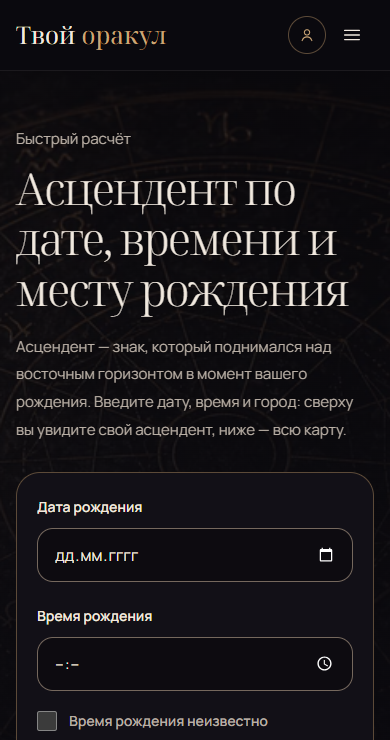 Твой оракул
Быстрый расчёт
Асцендент по
дате, времени и
месту рождения
Асцендент — знак, который поднимался над
восточным горизонтом в момент вашего
рождения. Введите дату, время и город: сверху
вы увидите свой асцендент, ниже — всю карту.
Дата рождения
дд.мм.гггг
Время рождения
--:--
Время рождения неизвестно